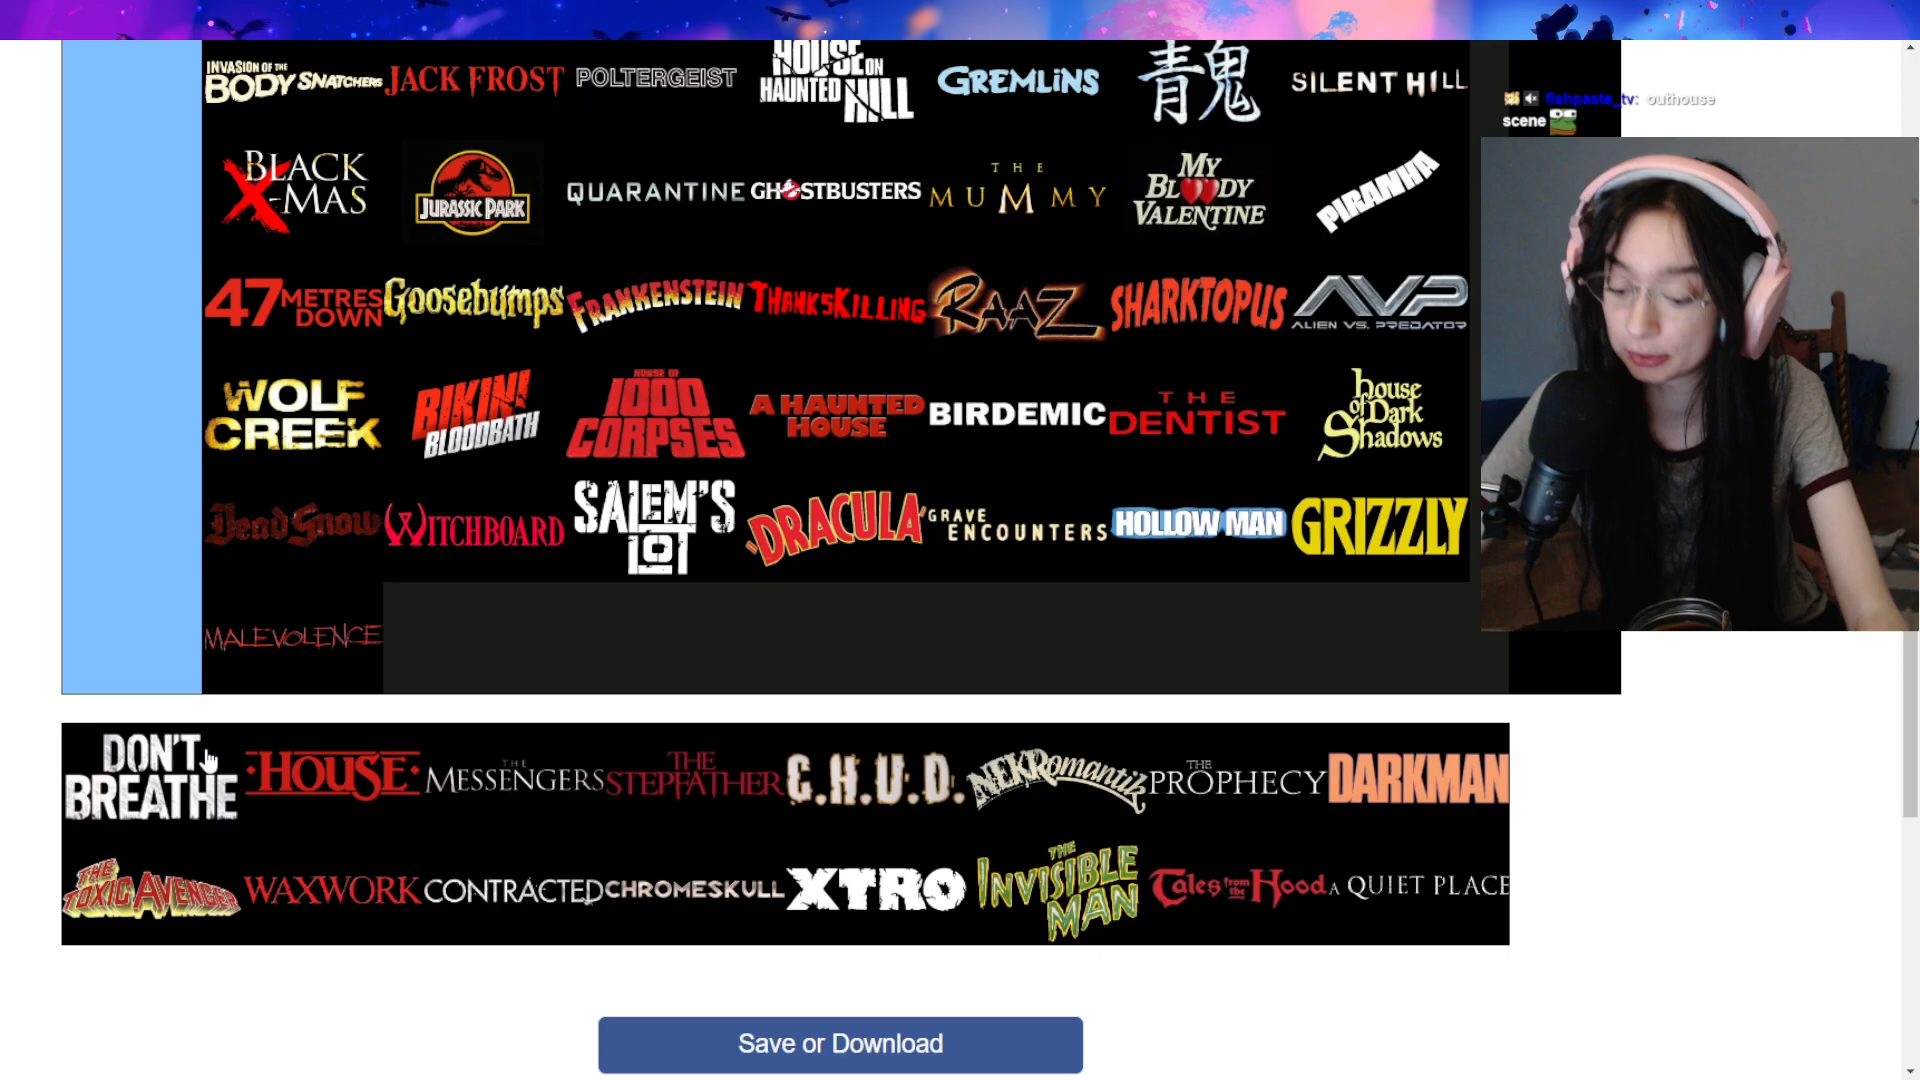 INVASION OF THE
BODY SNATCHERS
JACK FROST
POLTERGEIST
HOUSE ON
HAUNTED HILL
GREMLiNS
青鬼
SILENT HILL
fishpaste_tv: outhouse
scene
BLACK
X-MAS
JURASSIC PARK
QUARANTINE
GHOSTBUSTERS
THE
MUMMY
MY
BLOODY
VALENTINE
PIRANHA
47 METRES
DOWN
Goosebumps
FRANKENSTEIN
THANKSKILLING
RAAZ
SHARKTOPUS
AVP
ALIEN VS. PREDATOR
WOLF
CREEK
BIKINI
BLOODBATH
HOUSE OF
1000
CORPSES
A HAUNTED
HOUSE
BIRDEMIC
THE
DENTIST
house
of Dark
Shadows
Dead Snow
WITCHBOARD
SALEM'S
LOT
"DRACULA"
GRAVE
ENCOUNTERS
HOLLOW MAN
GRIZZLY
MALEVOLENCE
DON'T
BREATHE
HOUSE
THE
MESSENGERS
THE
STEPFATHER
C.H.U.D.
NEKRomantik
THE
PROPHECY
DARKMAN
THE
TOXIC AVENGER
WAXWORK
CONTRACTED
CHROMESKULL
XTRO
THE
INVISIBLE
MAN
Tales from the Hood
A QUIET PLACE
Save or Download